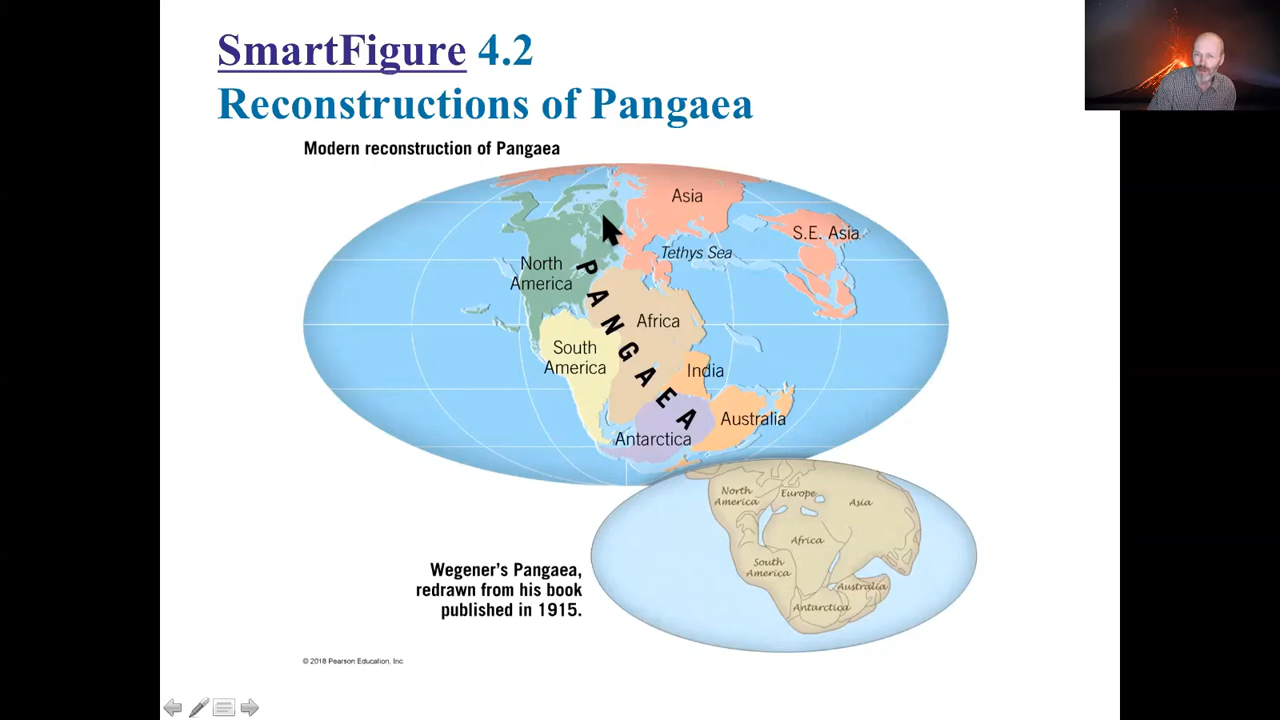 SmartFigure 4.2
Reconstructions of Pangaea
Modern reconstruction of Pangaea
Asia
S.E. Asia
Tethys Sea
North
America
PANGAEA
Africa
South
America
India
Australia
Antarctica
North
America
Europe
Asia
Africa
South
America
Australia
Antarctica
Wegener's Pangaea,
redrawn from his book
published in 1915.
© 2018 Pearson Education, Inc.